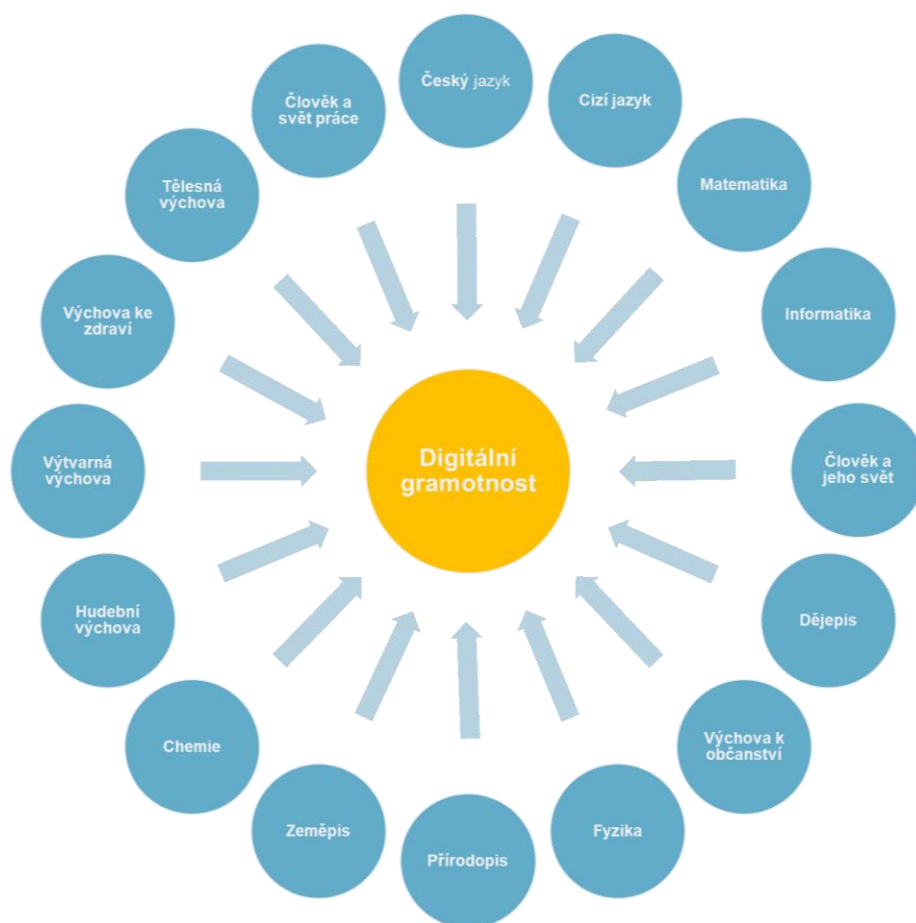 Český jazyk
Cizí jazyk
Matematika
Informatika
Člověk a
jeho svět
Dějepis
Výchova k
občanství
Fyzika
Přírodopis
Zeměpis
Chemie
Hudební
výchova
Výtvarná
výchova
Výchova ke
zdraví
Tělesná
výchova
Člověk a
svět práce
Digitální
gramotnost